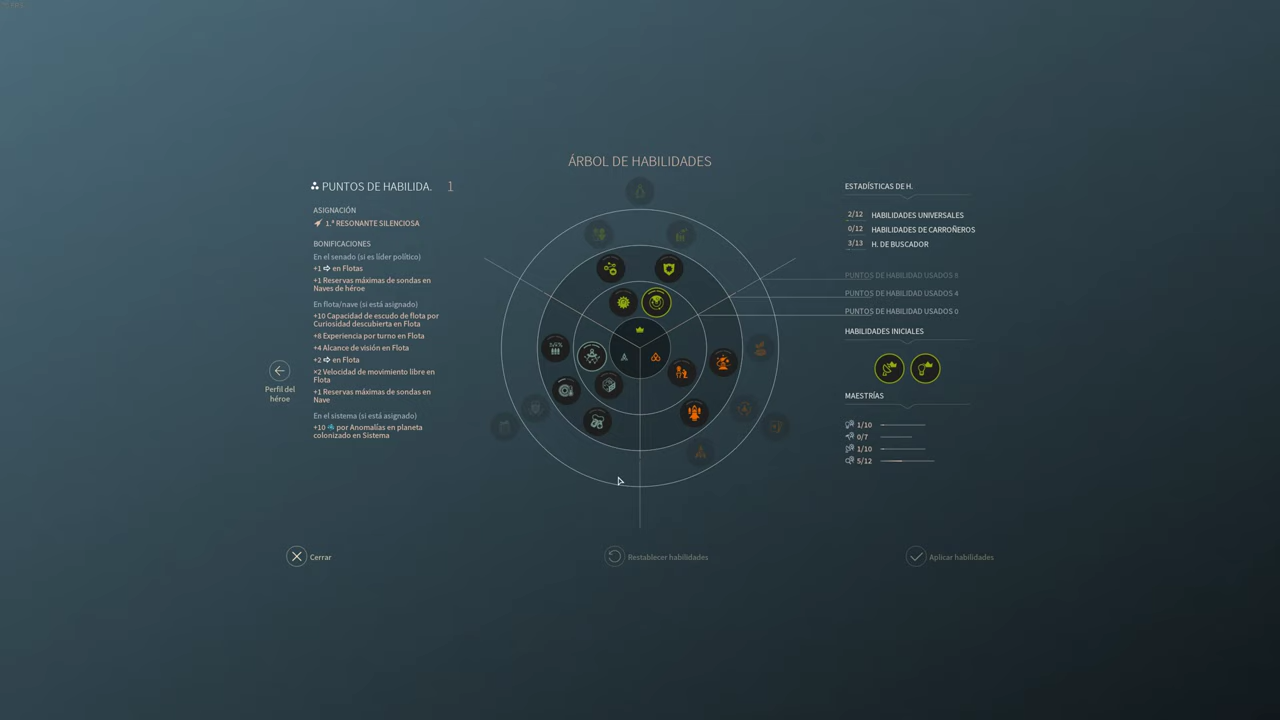 ÁRBOL DE HABILIDADES
PUNTOS DE HABILIDA. 1
ASIGNACIÓN
1.ª RESONANTE SILENCIOSA
BONIFICACIONES
En el senado (si es líder político)
+1 en Flotas
+1 Reservas máximas de sondas en
Naves de héroe
En flota/nave (si está asignado)
+10 Capacidad de escudo de flota por
Curiosidad descubierta en Flota
+8 Experiencia por turno en Flota
+4 Alcance de visión en Flota
+2 en Flota
×2 Velocidad de movimiento libre en
Flota
+1 Reservas máximas de sondas en
Nave
En el sistema (si está asignado)
+10 por Anomalías en planeta
colonizado en Sistema
Perfil del
héroe
ESTADÍSTICAS DE H.
2/12 HABILIDADES UNIVERSALES
0/12 HABILIDADES DE CARROÑEROS
3/13 H. DE BUSCADOR
PUNTOS DE HABILIDAD USADOS 8
PUNTOS DE HABILIDAD USADOS 4
PUNTOS DE HABILIDAD USADOS 0
HABILIDADES INICIALES
MAESTRÍAS
1/10
0/7
1/10
5/12
Cerrar
Restablecer habilidades
Aplicar habilidades